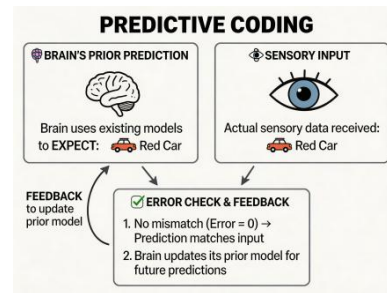 PREDICTIVE CODING
BRAIN'S PRIOR PREDICTION
Brain uses existing models
to EXPECT: Red Car
SENSORY INPUT
Actual sensory data received:
Red Car
FEEDBACK
to update
prior model
ERROR CHECK & FEEDBACK
1. No mismatch (Error = 0) →
Prediction matches input
2. Brain updates its prior model for
future predictions